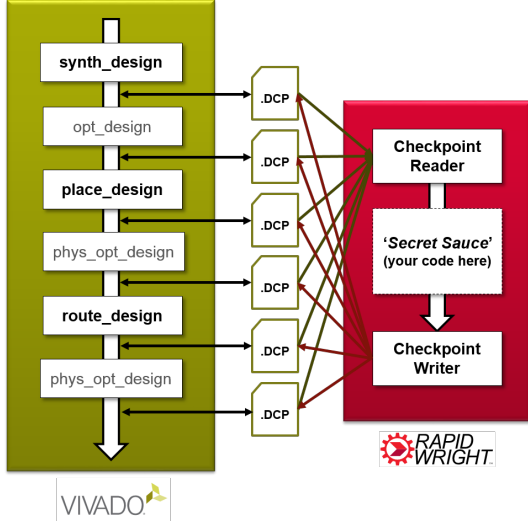 synth_design
opt_design
place_design
phys_opt_design
route_design
phys_opt_design
.DCP
.DCP
.DCP
.DCP
.DCP
.DCP
Checkpoint
Reader
‘Secret Sauce’
(your code here)
Checkpoint
Writer
VIVADO.
RAPID
WRIGHT™